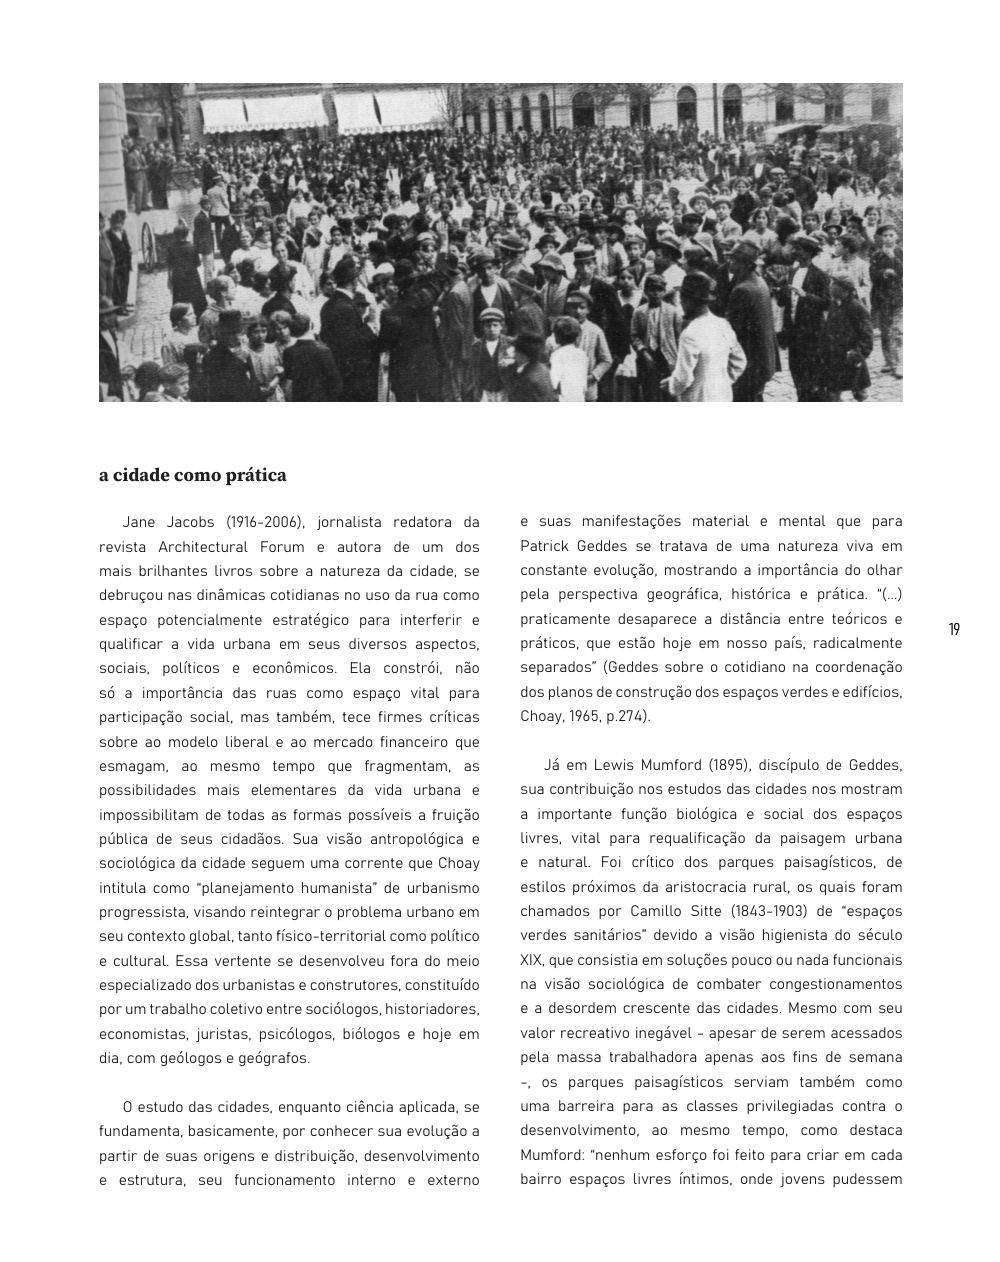 a cidade como prática
Jane Jacobs (1916-2006), jornalista redatora da
revista Architectural Forum e autora de um dos
mais brilhantes livros sobre a natureza da cidade, se
debruçou nas dinâmicas cotidianas no uso da rua como
espaço potencialmente estratégico para interferir e
qualificar a vida urbana em seus diversos aspectos,
sociais, políticos e econômicos. Ela constrói, não
só a importância das ruas como espaço vital para
participação social, mas também, tece firmes críticas
sobre ao modelo liberal e ao mercado financeiro que
esmagam, ao mesmo tempo que fragmentam, as
possibilidades mais elementares da vida urbana e
impossibilitam de todas as formas possíveis a fruição
pública de seus cidadãos. Sua visão antropológica e
sociológica da cidade seguem uma corrente que Choay
intitula como “planejamento humanista” de urbanismo
progressista, visando reintegrar o problema urbano em
seu contexto global, tanto físico-territorial como político
e cultural. Essa vertente se desenvolveu fora do meio
especializado dos urbanistas e construtores, constituído
por um trabalho coletivo entre sociólogos, historiadores,
economistas, juristas, psicólogos, biólogos e hoje em
dia, com geólogos e geógrafos.
O estudo das cidades, enquanto ciência aplicada, se
fundamenta, basicamente, por conhecer sua evolução a
partir de suas origens e distribuição, desenvolvimento
e estrutura, seu funcionamento interno e externo
e suas manifestações material e mental que para
Patrick Geddes se tratava de uma natureza viva em
constante evolução, mostrando a importância do olhar
pela perspectiva geográfica, histórica e prática. “(...)
praticamente desaparece a distância entre teóricos e
práticos, que estão hoje em nosso país, radicalmente
separados” (Geddes sobre o cotidiano na coordenação
dos planos de construção dos espaços verdes e edifícios,
Choay, 1965, p.274).
Já em Lewis Mumford (1895), discípulo de Geddes,
sua contribuição nos estudos das cidades nos mostram
a importante função biológica e social dos espaços
livres, vital para requalificação da paisagem urbana
e natural. Foi crítico dos parques paisagísticos, de
estilos próximos da aristocracia rural, os quais foram
chamados por Camillo Sitte (1843-1903) de “espaços
verdes sanitários” devido a visão higienista do século
XIX, que consistia em soluções pouco ou nada funcionais
na visão sociológica de combater congestionamentos
e a desordem crescente das cidades. Mesmo com seu
valor recreativo inegável - apesar de serem acessados
pela massa trabalhadora apenas aos fins de semana
-, os parques paisagísticos serviam também como
uma barreira para as classes privilegiadas contra o
desenvolvimento, ao mesmo tempo, como destaca
Mumford: “nenhum esforço foi feito para criar em cada
bairro espaços livres íntimos, onde jovens pudessem
19